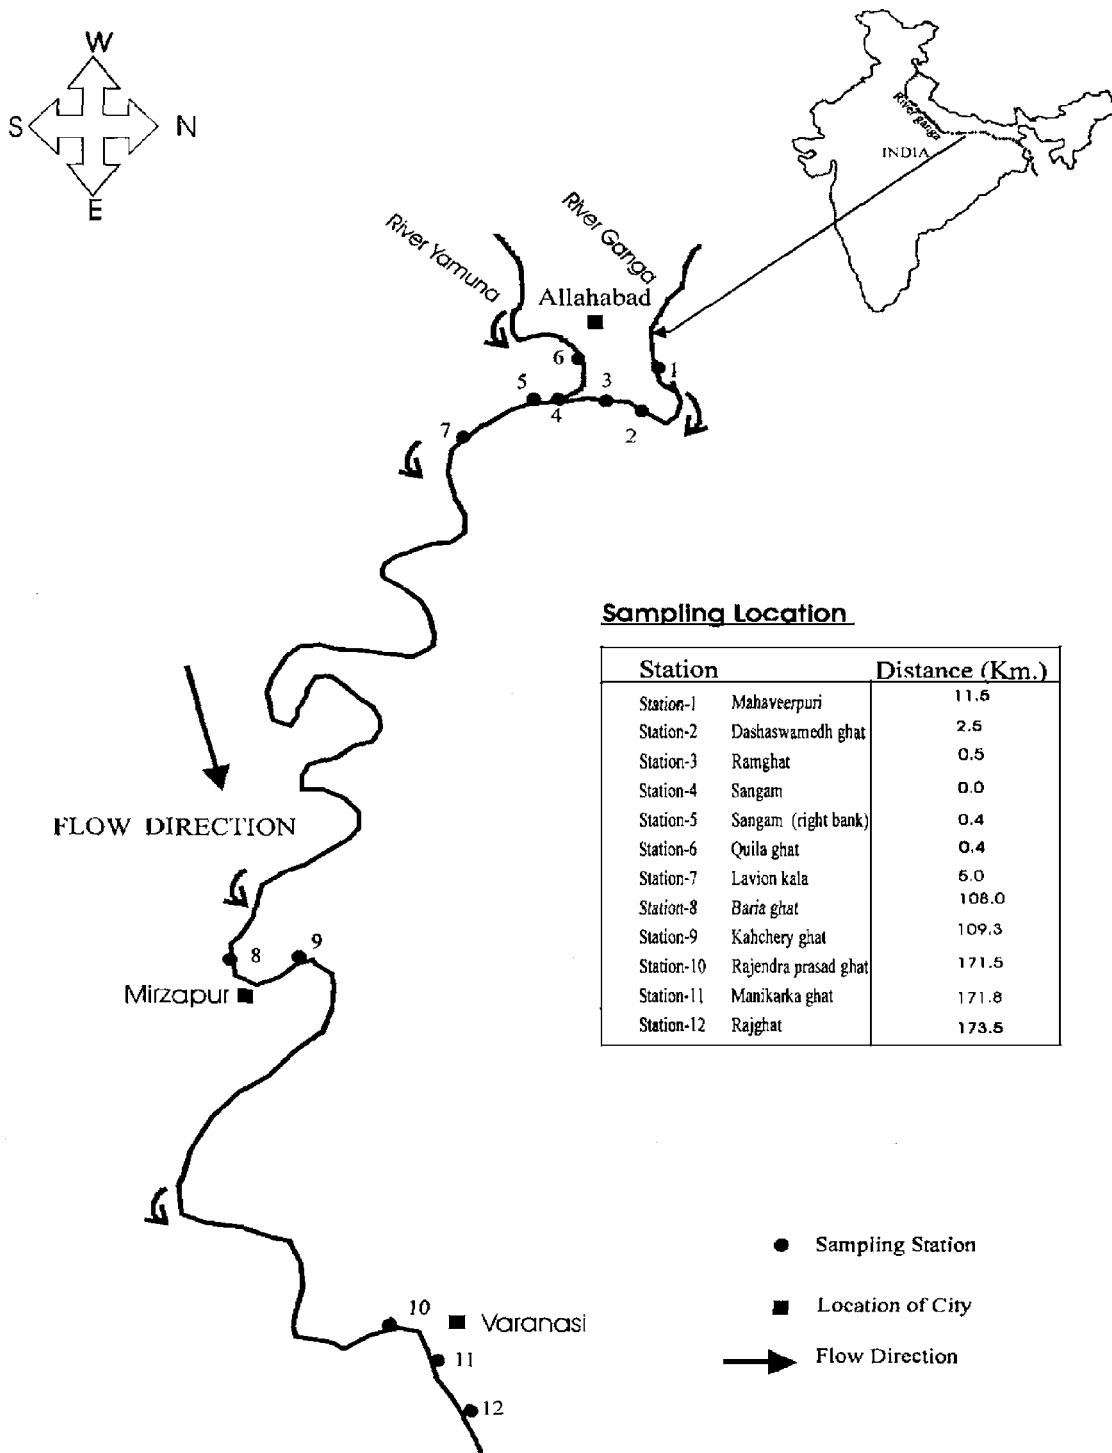 W
S
N
E
River ganga
INDIA
River Yamuna
River Ganga
Allahabad
6
1
5
3
4
2
7
Sampling Location
Station Distance (Km.)
Station-1 Mahaveerpuri 11.5
Station-2 Dashaswamedh ghat 2.5
Station-3 Ramghat 0.5
Station-4 Sangam 0.0
Station-5 Sangam (right bank) 0.4
Station-6 Quila ghat 0.4
Station-7 Lavion kala 5.0
Station-8 Baria ghat 108.0
Station-9 Kahchery ghat 109.3
Station-10 Rajendra prasad ghat 171.5
Station-11 Manikarka ghat 171.8
Station-12 Rajghat 173.5
FLOW DIRECTION
8
9
Mirzapur
10
Varanasi
11
12
Sampling Station
Location of City
Flow Direction